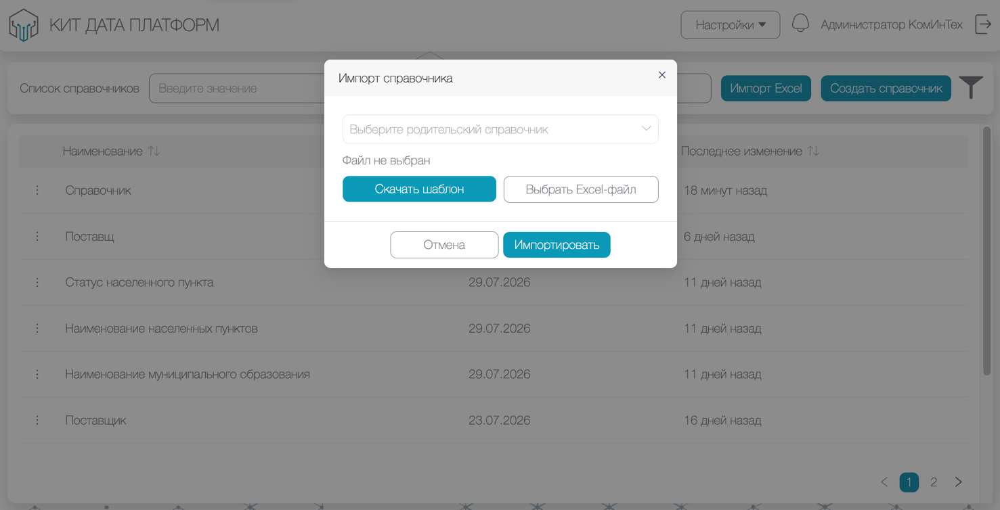 КИТ ДАТА ПЛАТФОРМ
Настройки
Администратор КомИнТех
Импорт справочника
Список справочников
Введите значение
Импорт Excel
Создать справочник
Выберите родительский справочник
Наименование
Последнее изменение
Файл не выбран
Скачать шаблон
Выбрать Excel-файл
Справочник
18 минут назад
Поставщ
6 дней назад
Отмена
Импортировать
Статус населенного пункта 29.07.2026 11 дней назад
Наименование населенных пунктов 29.07.2026 11 дней назад
Наименование муниципального образования 29.07.2026 11 дней назад
Поставщик 23.07.2026 16 дней назад
1 2